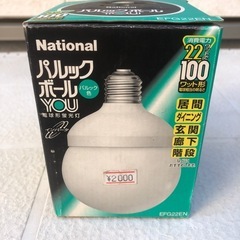 National
消費電力
22
パルック
ボール
YOU
パルック色
電球形蛍光灯
100
ワット形
居間
ダイニング
玄関
廊下
階段
¥2000
EFG22EN
EFG22EN